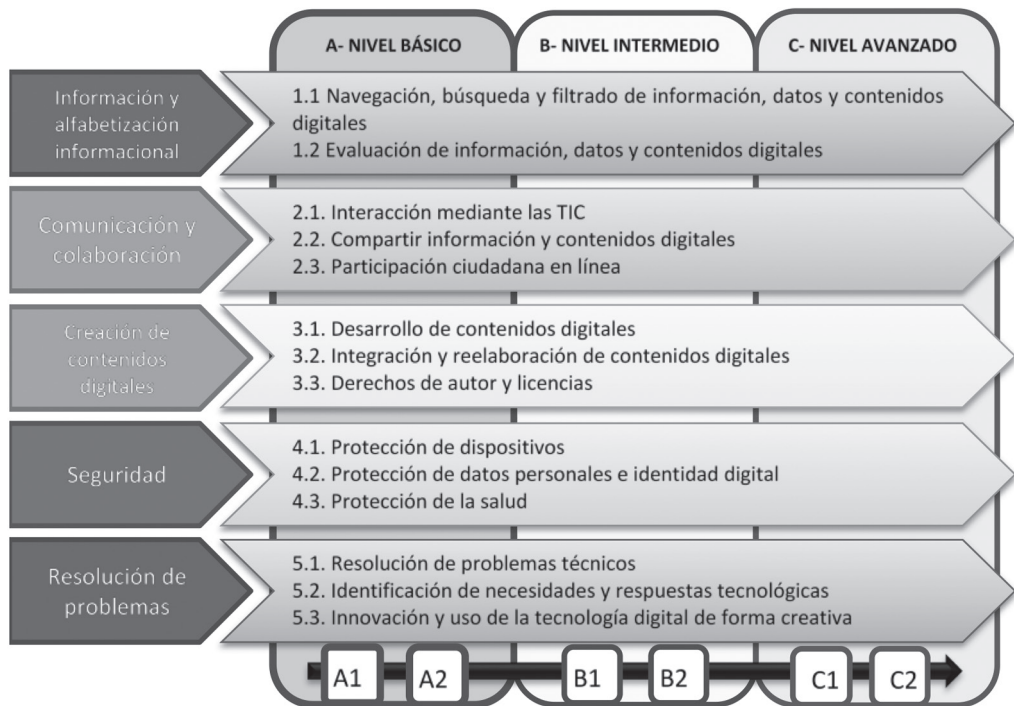 A- NIVEL BÁSICO
B- NIVEL INTERMEDIO
C- NIVEL AVANZADO
Información y
alfabetización
informacional
1.1 Navegación, búsqueda y filtrado de información, datos y contenidos
digitales
1.2 Evaluación de información, datos y contenidos digitales
Comunicación y
colaboración
2.1. Interacción mediante las TIC
2.2. Compartir información y contenidos digitales
2.3. Participación ciudadana en línea
Creación de
contenidos
digitales
3.1. Desarrollo de contenidos digitales
3.2. Integración y reelaboración de contenidos digitales
3.3. Derechos de autor y licencias
Seguridad
4.1. Protección de dispositivos
4.2. Protección de datos personales e identidad digital
4.3. Protección de la salud
Resolución de
problemas
5.1. Resolución de problemas técnicos
5.2. Identificación de necesidades y respuestas tecnológicas
5.3. Innovación y uso de la tecnología digital de forma creativa
A1
A2
B1
B2
C1
C2